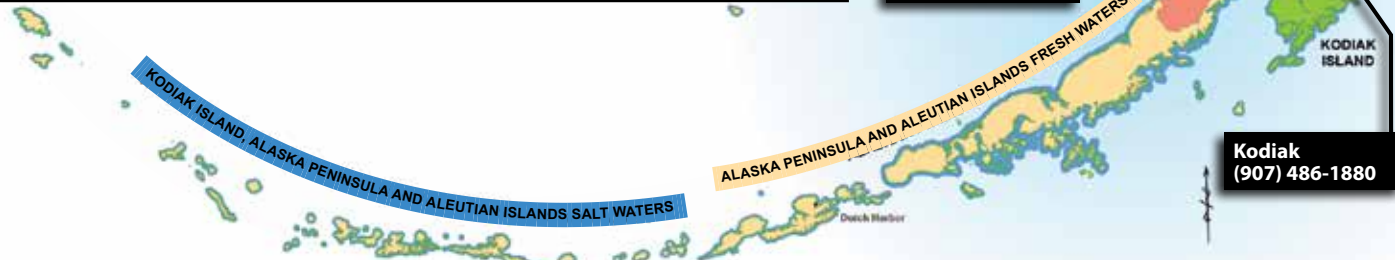 KODIAK ISLAND, ALASKA PENINSULA AND ALEUTIAN ISLANDS SALT WATERS
ALASKA PENINSULA AND ALEUTIAN ISLANDS FRESH WATERS
KODIAK
ISLAND
Kodiak
(907) 486-1880
Dutch Harbor